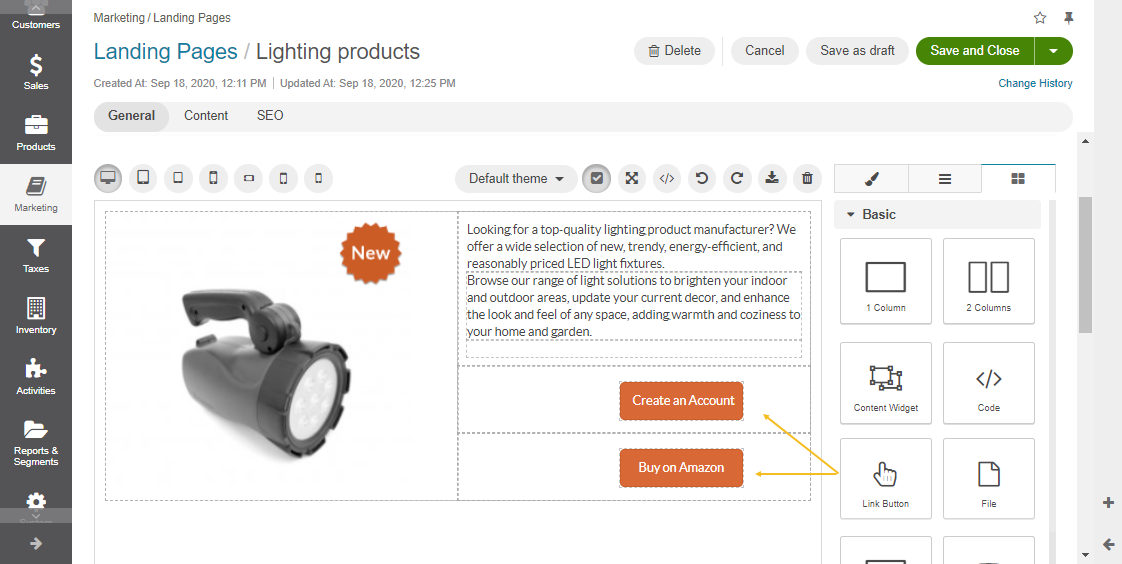 Customers
Sales
Products
Marketing
Taxes
Inventory
Activities
Reports &
Segments
System
Marketing / Landing Pages
Landing Pages / Lighting products
Delete
Cancel
Save as draft
Save and Close
Created At: Sep 18, 2020, 12:11 PM | Updated At: Sep 18, 2020, 12:25 PM
Change History
General
Content
SEO
Default theme
New
Looking for a top-quality lighting product manufacturer? We
offer a wide selection of new, trendy, energy-efficient, and
reasonably priced LED light fixtures.
Browse our range of light solutions to brighten your indoor
and outdoor areas, update your current decor, and enhance
the look and feel of any space, adding warmth and coziness to
your home and garden.
Create an Account
Buy on Amazon
Basic
1 Column
2 Columns
Content Widget
Code
Link Button
File